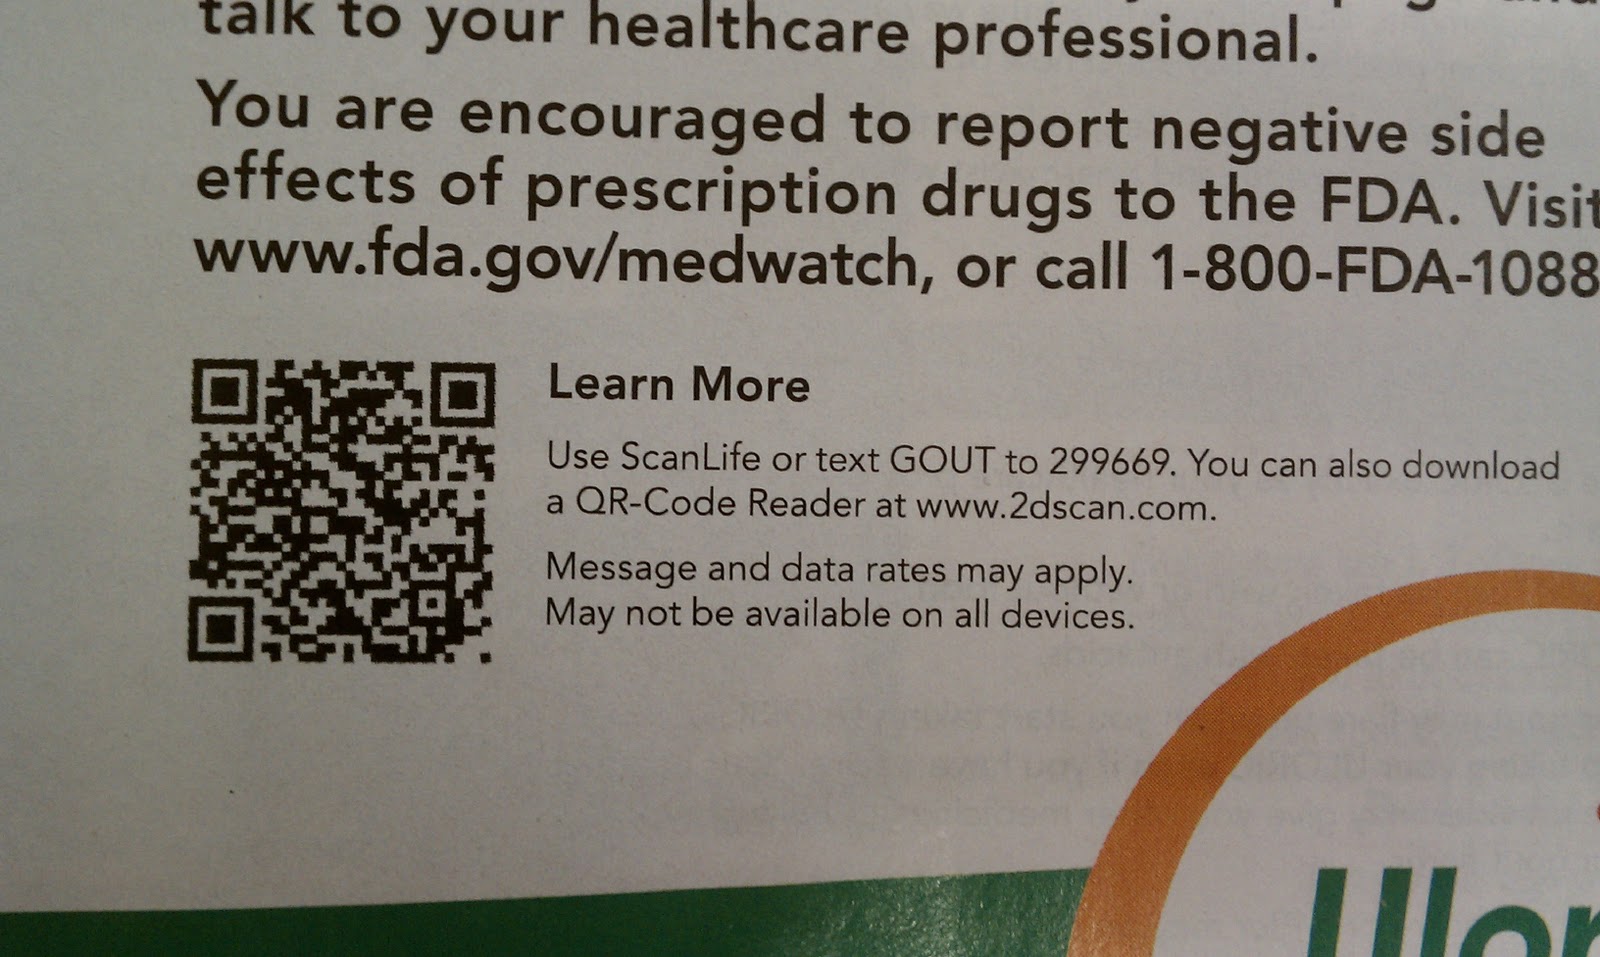 talk to your healthcare professional.
You are encouraged to report negative side
effects of prescription drugs to the FDA. Visit
www.fda.gov/medwatch, or call 1-800-FDA-1088
Learn More
Use ScanLife or text GOUT to 299669. You can also download
a QR-Code Reader at www.2dscan.com.
Message and data rates may apply.
May not be available on all devices.